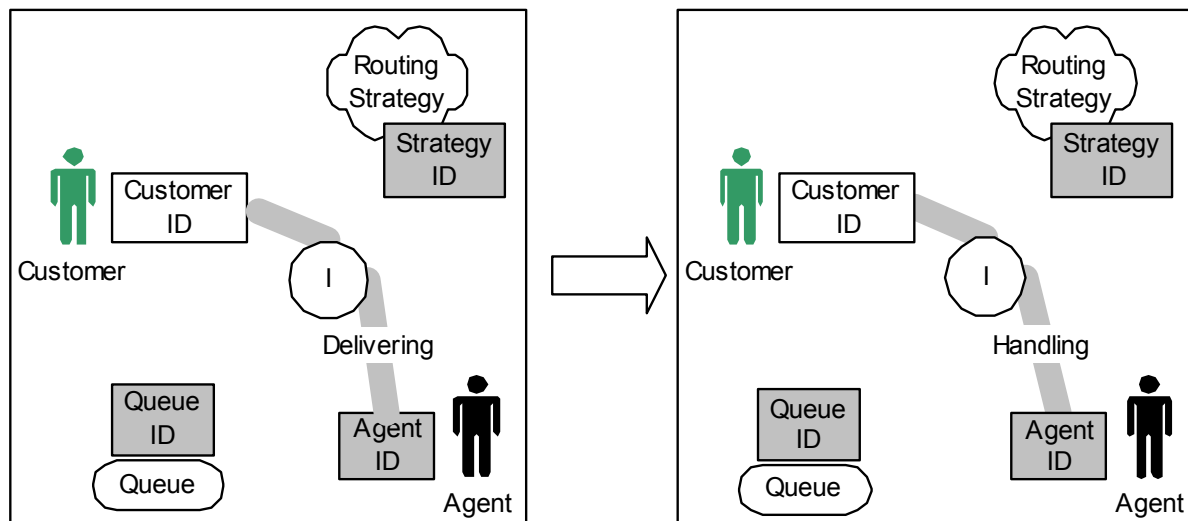 Routing
Strategy
Strategy
ID
Customer
ID
Customer
I
Delivering
Queue
ID
Queue
Agent
ID
Agent
Routing
Strategy
Strategy
ID
Customer
ID
Customer
I
Handling
Queue
ID
Queue
Agent
ID
Agent